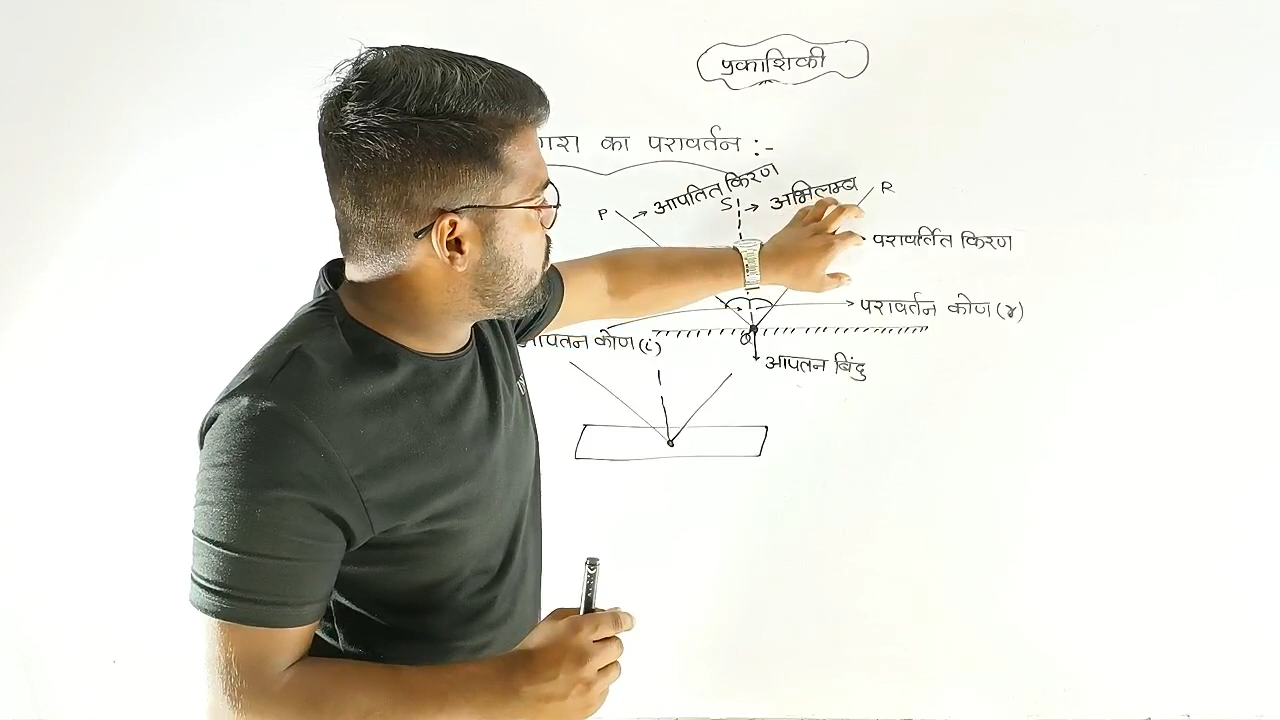 प्रकाशिकी
का परावर्तन :-
P → आपतित किरण
S → अभिलम्ब
R
परावर्तित किरण
→ परावर्तन कोण (r)
आपतन कोण (i)
आपतन बिंदु